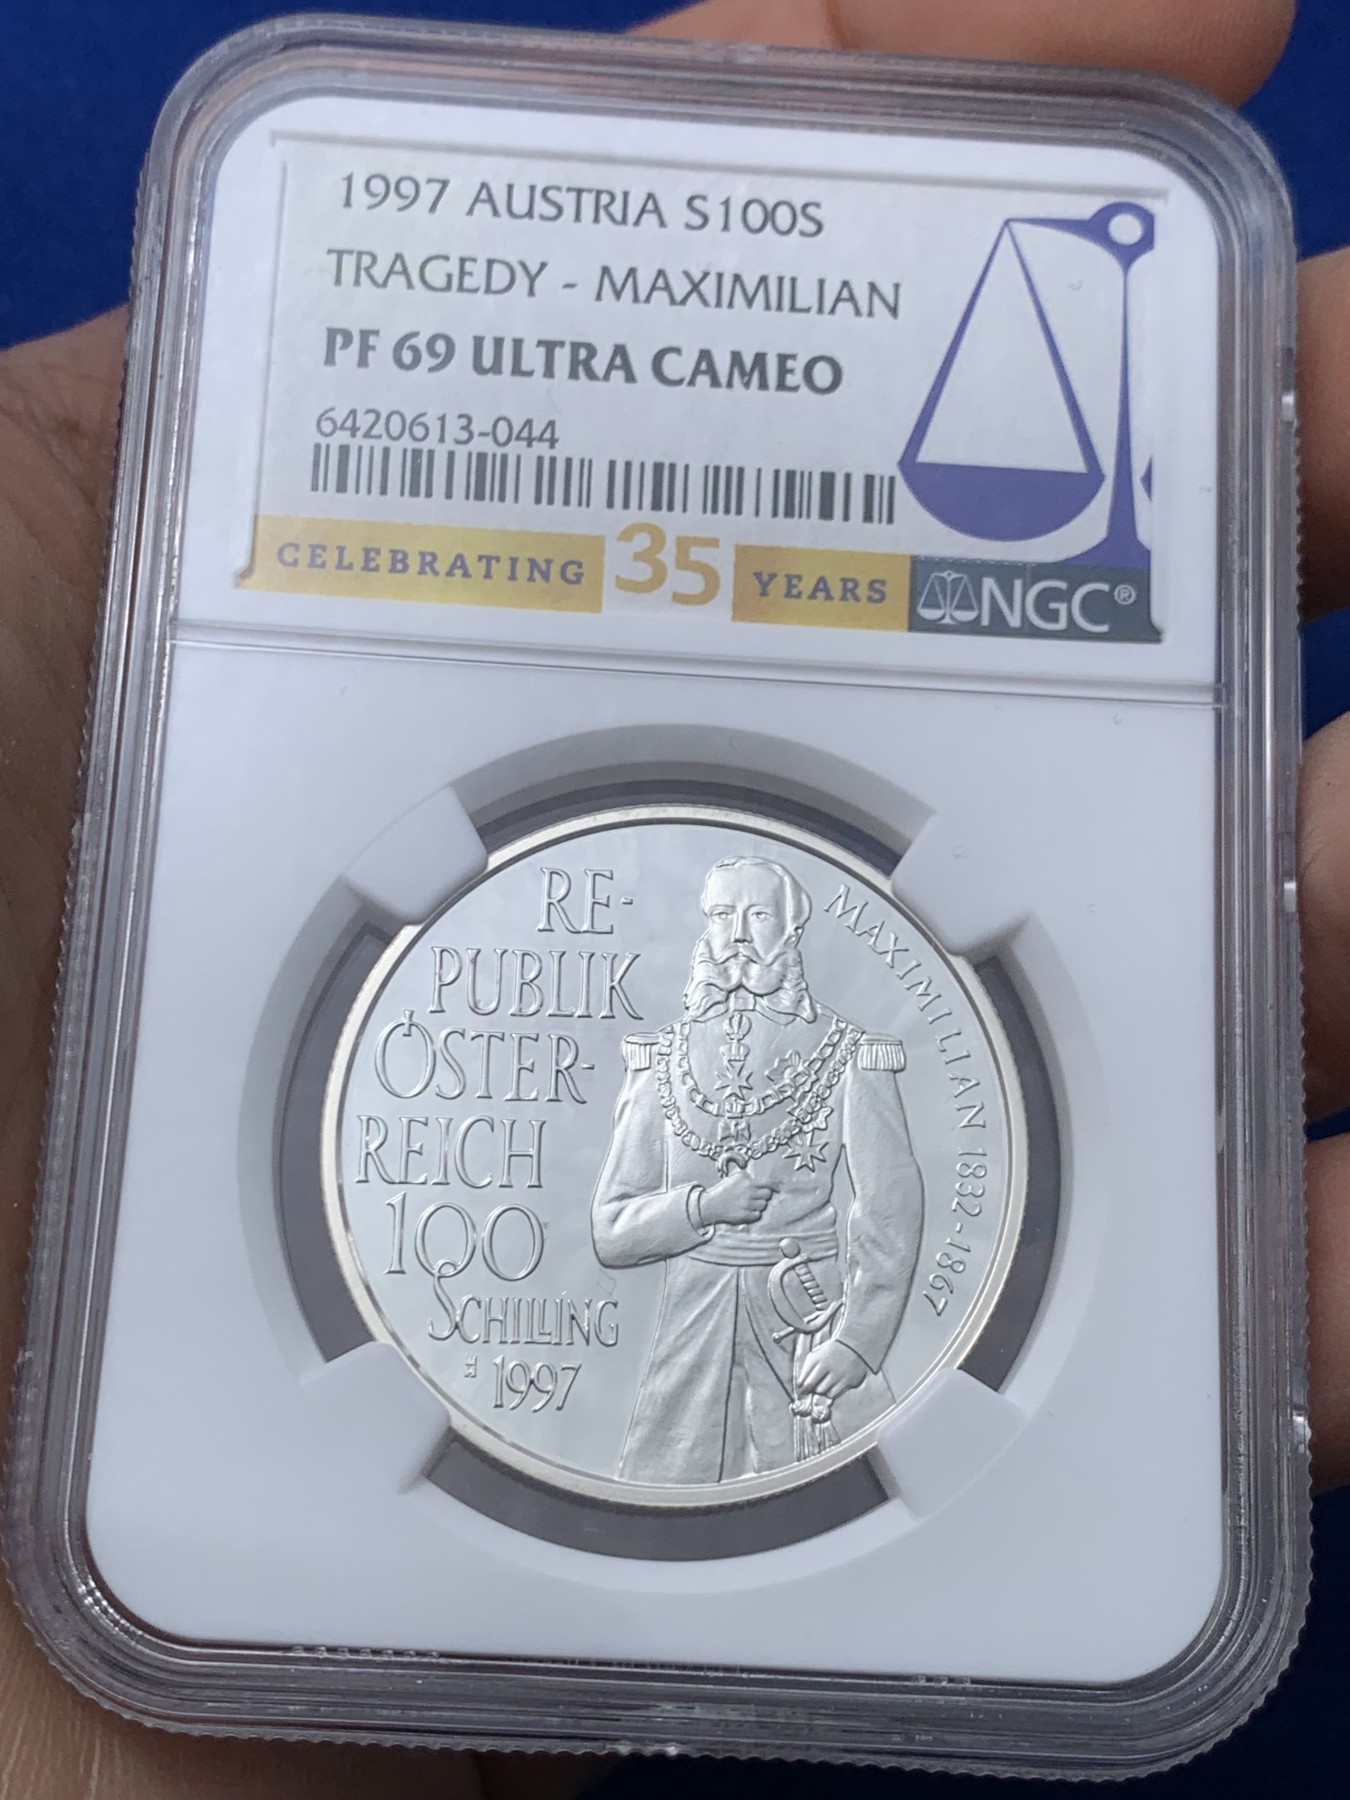 1997 AUSTRIA S100S
TRAGEDY - MAXIMILIAN
PF 69 ULTRA CAMEO
6420613-044
CELEBRATING 35 YEARS NGC®
RE-
PUBLIK
ÖSTER-
REICH
100
SCHILLING
1997
MAXIMILIAN 1832-1867